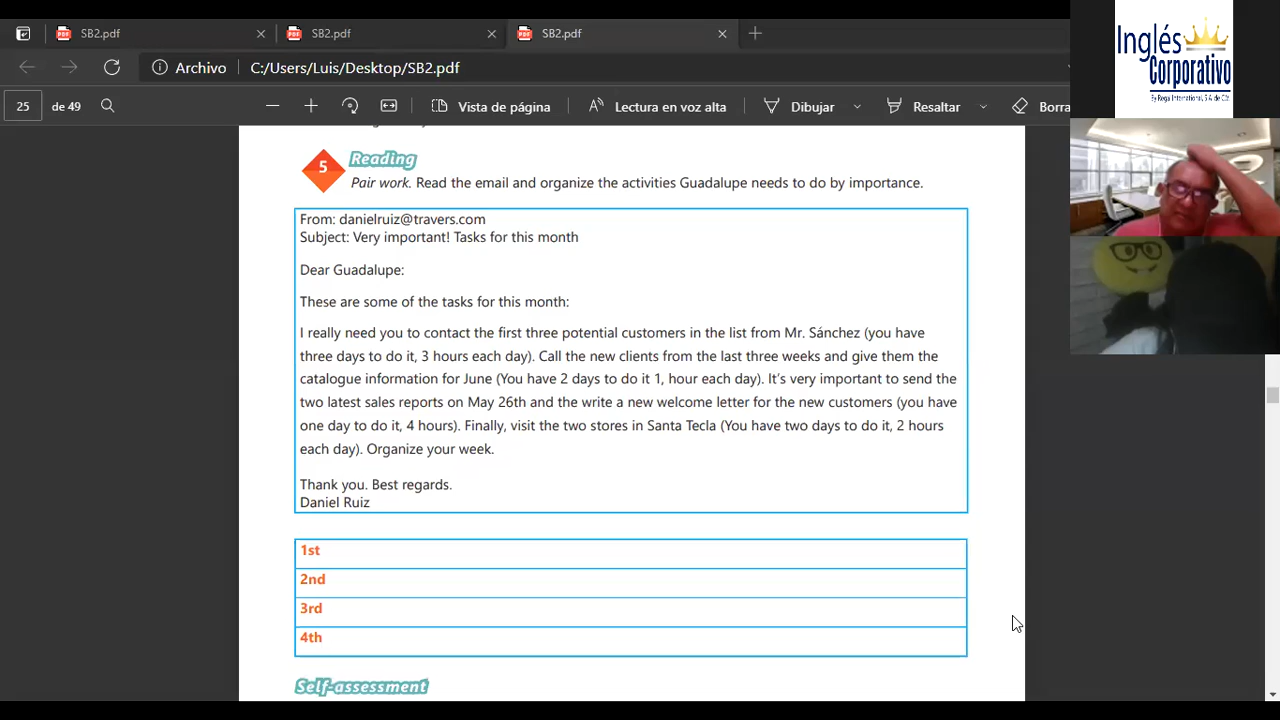 SB2.pdf
SB2.pdf
SB2.pdf
Archivo C:/Users/Luis/Desktop/SB2.pdf
25 de 49 Vista de página Lectura en voz alta Dibujar Resaltar Borra
Inglés
Corporativo
By Rega International, S.A. de C.V.
5 Reading
Pair work. Read the email and organize the activities Guadalupe needs to do by importance.
From: danielruiz@travers.com
Subject: Very important! Tasks for this month
Dear Guadalupe:
These are some of the tasks for this month:
I really need you to contact the first three potential customers in the list from Mr. Sánchez (you have
three days to do it, 3 hours each day). Call the new clients from the last three weeks and give them the
catalogue information for June (You have 2 days to do it 1, hour each day). It’s very important to send the
two latest sales reports on May 26th and the write a new welcome letter for the new customers (you have
one day to do it, 4 hours). Finally, visit the two stores in Santa Tecla (You have two days to do it, 2 hours
each day). Organize your week.
Thank you. Best regards.
Daniel Ruiz
1st
2nd
3rd
4th
Self-assessment